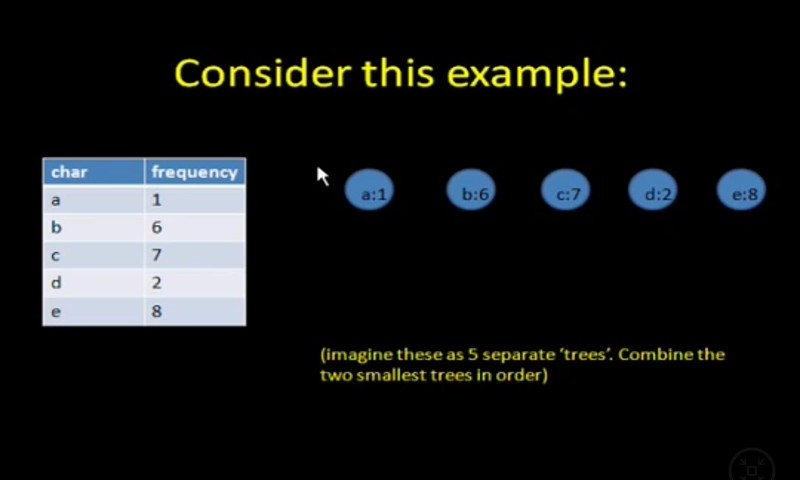 Consider this example:
char frequency
a 1
b 6
c 7
d 2
e 8
a:1 b:6 c:7 d:2 e:8
(imagine these as 5 separate ‘trees’. Combine the
two smallest trees in order)